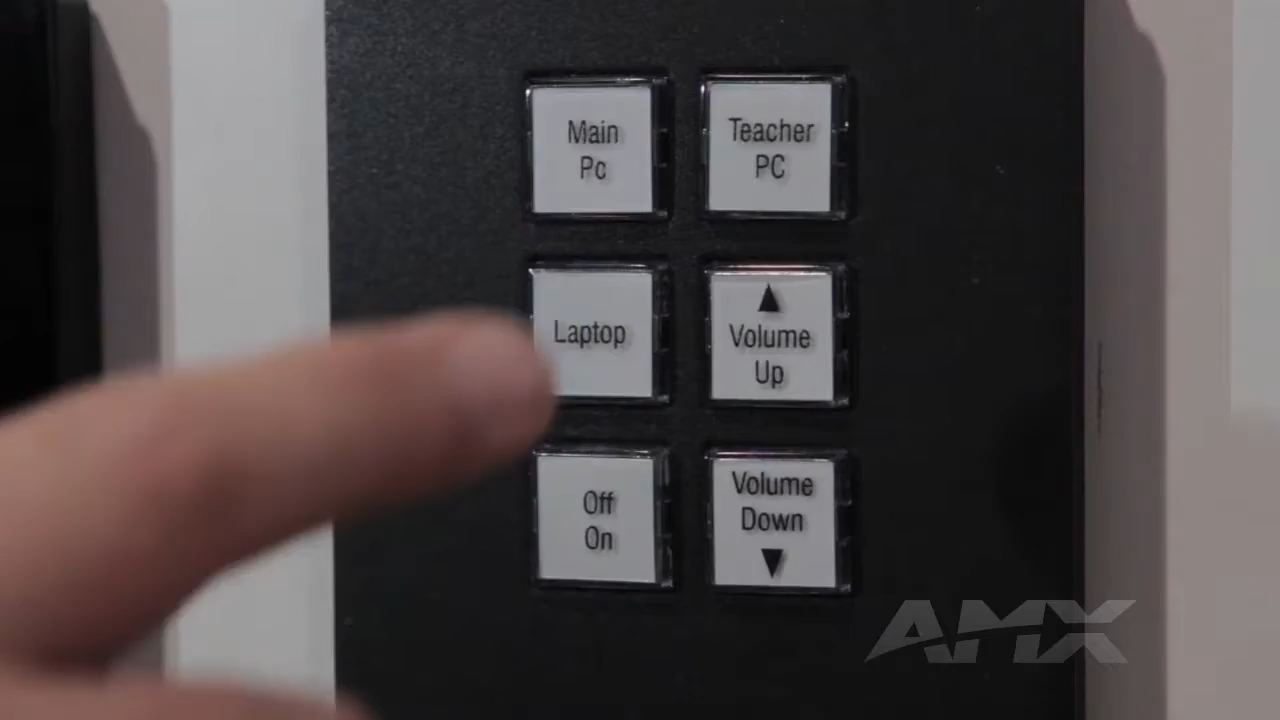 Main
Pc
Teacher
PC
Laptop
Volume
Up
Off
On
Volume
Down
AMX